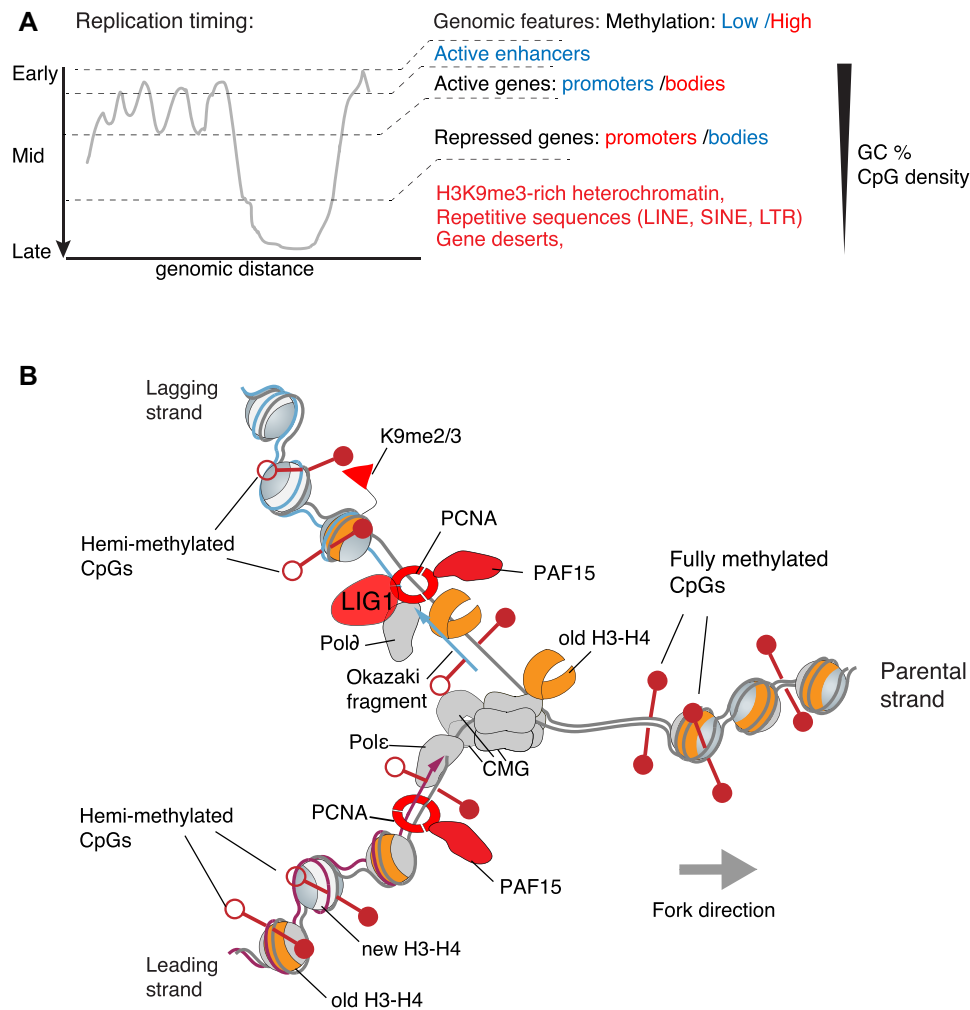 A
Replication timing:
Genomic features: Methylation: Low /High
Active enhancers
Early
Active genes: promoters /bodies
Repressed genes: promoters /bodies
Mid
GC %
CpG density
H3K9me3-rich heterochromatin,
Repetitive sequences (LINE, SINE, LTR)
Gene deserts,
Late
genomic distance
B
Lagging
strand
K9me2/3
PCNA
Hemi-methylated
CpGs
Fully methylated
CpGs
PAF15
LIG1
Pol∂
old H3-H4
Okazaki
fragment
Parental
strand
Polε
CMG
PCNA
Hemi-methylated
CpGs
PAF15
Fork direction
new H3-H4
Leading
strand
old H3-H4